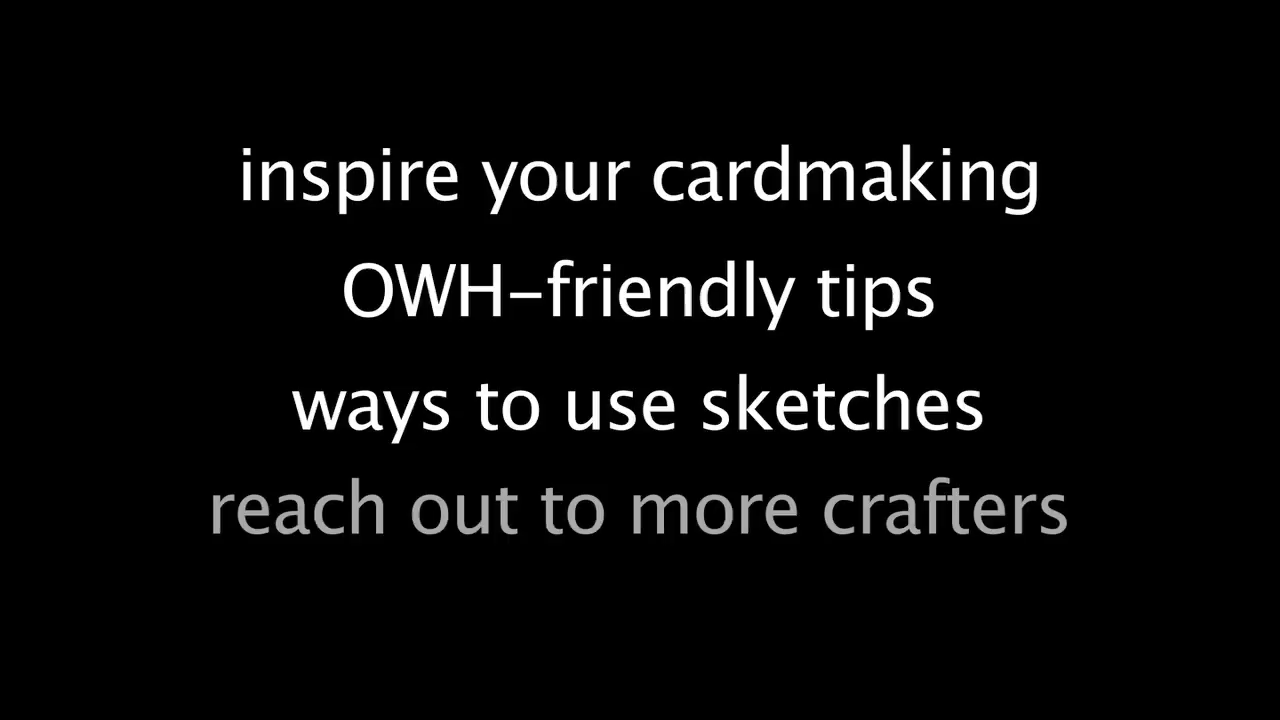 inspire your cardmaking
OWH-friendly tips
ways to use sketches
reach out to more crafters